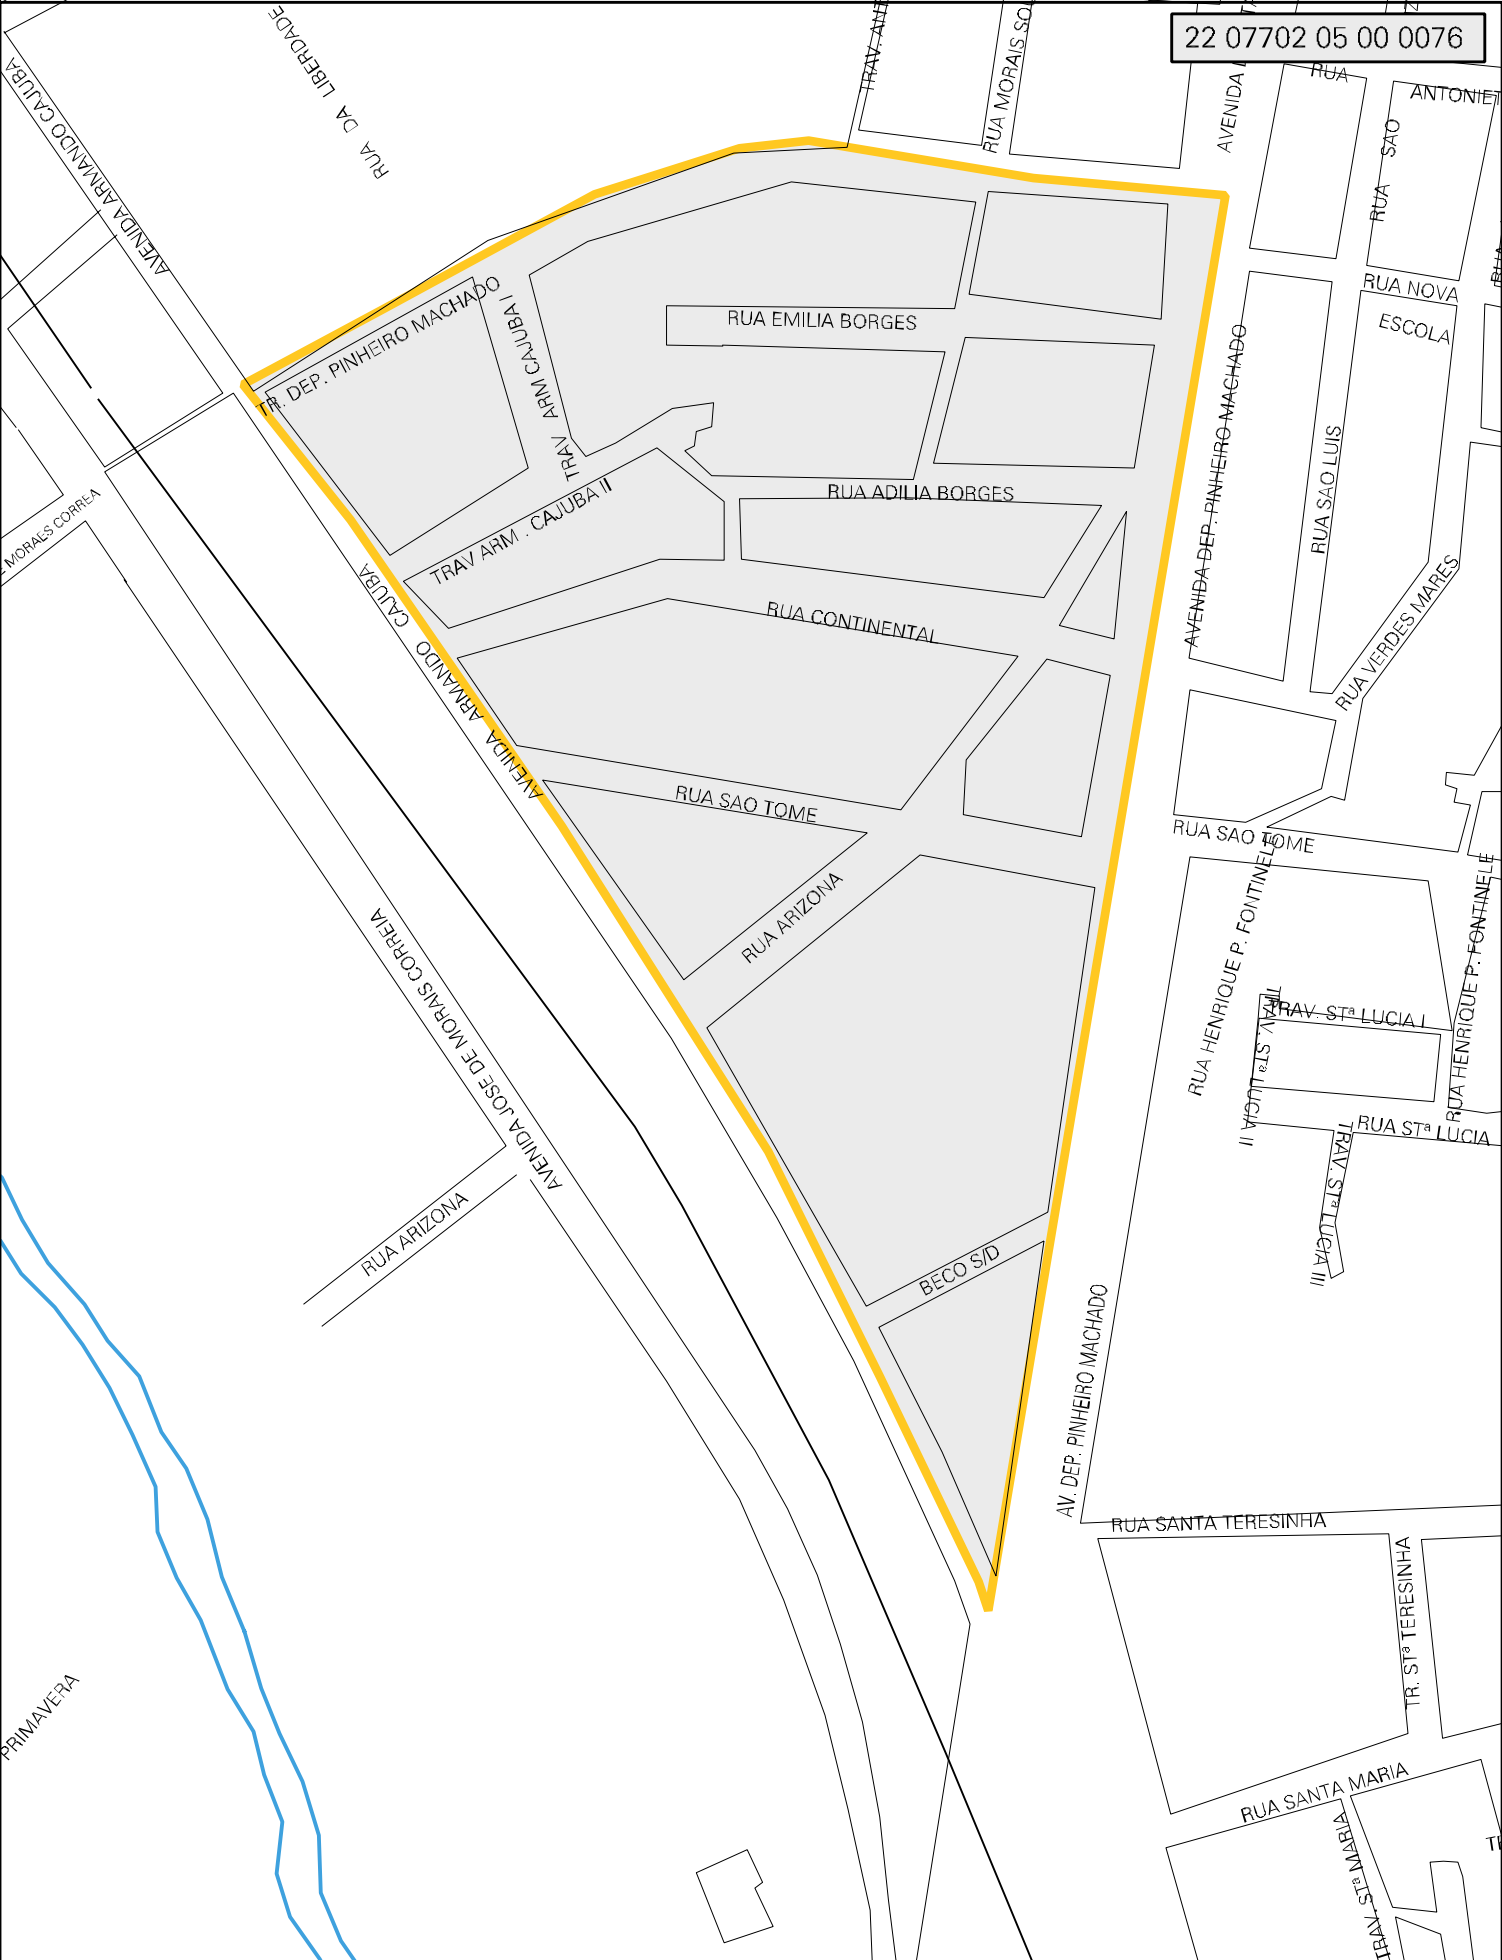 22 07702 05 00 0076
RUA DA LIBERDADE
AVENIDA ARMANDO CAJUBA
RUA MORAIS
RUA
ANTONIET
RUA SAO
RUA NOVA
ESCOLA
TR. DEP. PINHEIRO MACHADO
TRAV ARM CAJUBA I
RUA EMILIA BORGES
AVENIDA DEP. PINHEIRO MACHADO
RUA SAO LUIS
RUA ADILIA BORGES
TRAV ARM . CAJUBA II
MORAES CORREA
RUA VERDES MARES
AVENIDA ARMANDO CAJUBA
RUA CONTINENTAL
RUA SAO TOME
RUA SAO TOME
RUA ARIZONA
RUA HENRIQUE P. FONTINELE
RUA HENRIQUE P. FONTINELE
AVENIDA JOSE DE MORAIS CORREIA
TRAV. STª LUCIA I
TRAV. STª LUCIA II
RUA STª LUCIA
TRAV. STª LUCIA III
RUA ARIZONA
BECO S/D
AV. DEP. PINHEIRO MACHADO
RUA SANTA TERESINHA
TR. STª TERESINHA
PRIMAVERA
RUA SANTA MARIA
TRAV. STª MARIA